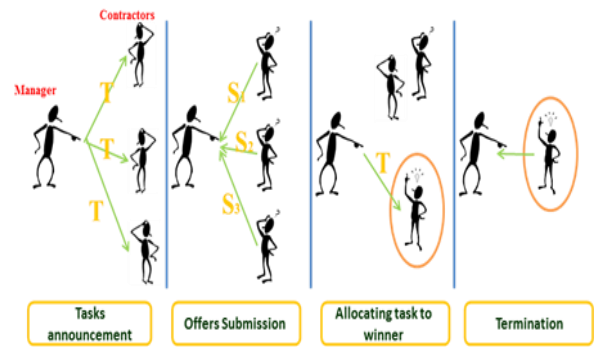 Contractors
Manager
T
T
T
S1
S2
S3
T
Tasks
announcement
Offers Submission
Allocating task to
winner
Termination